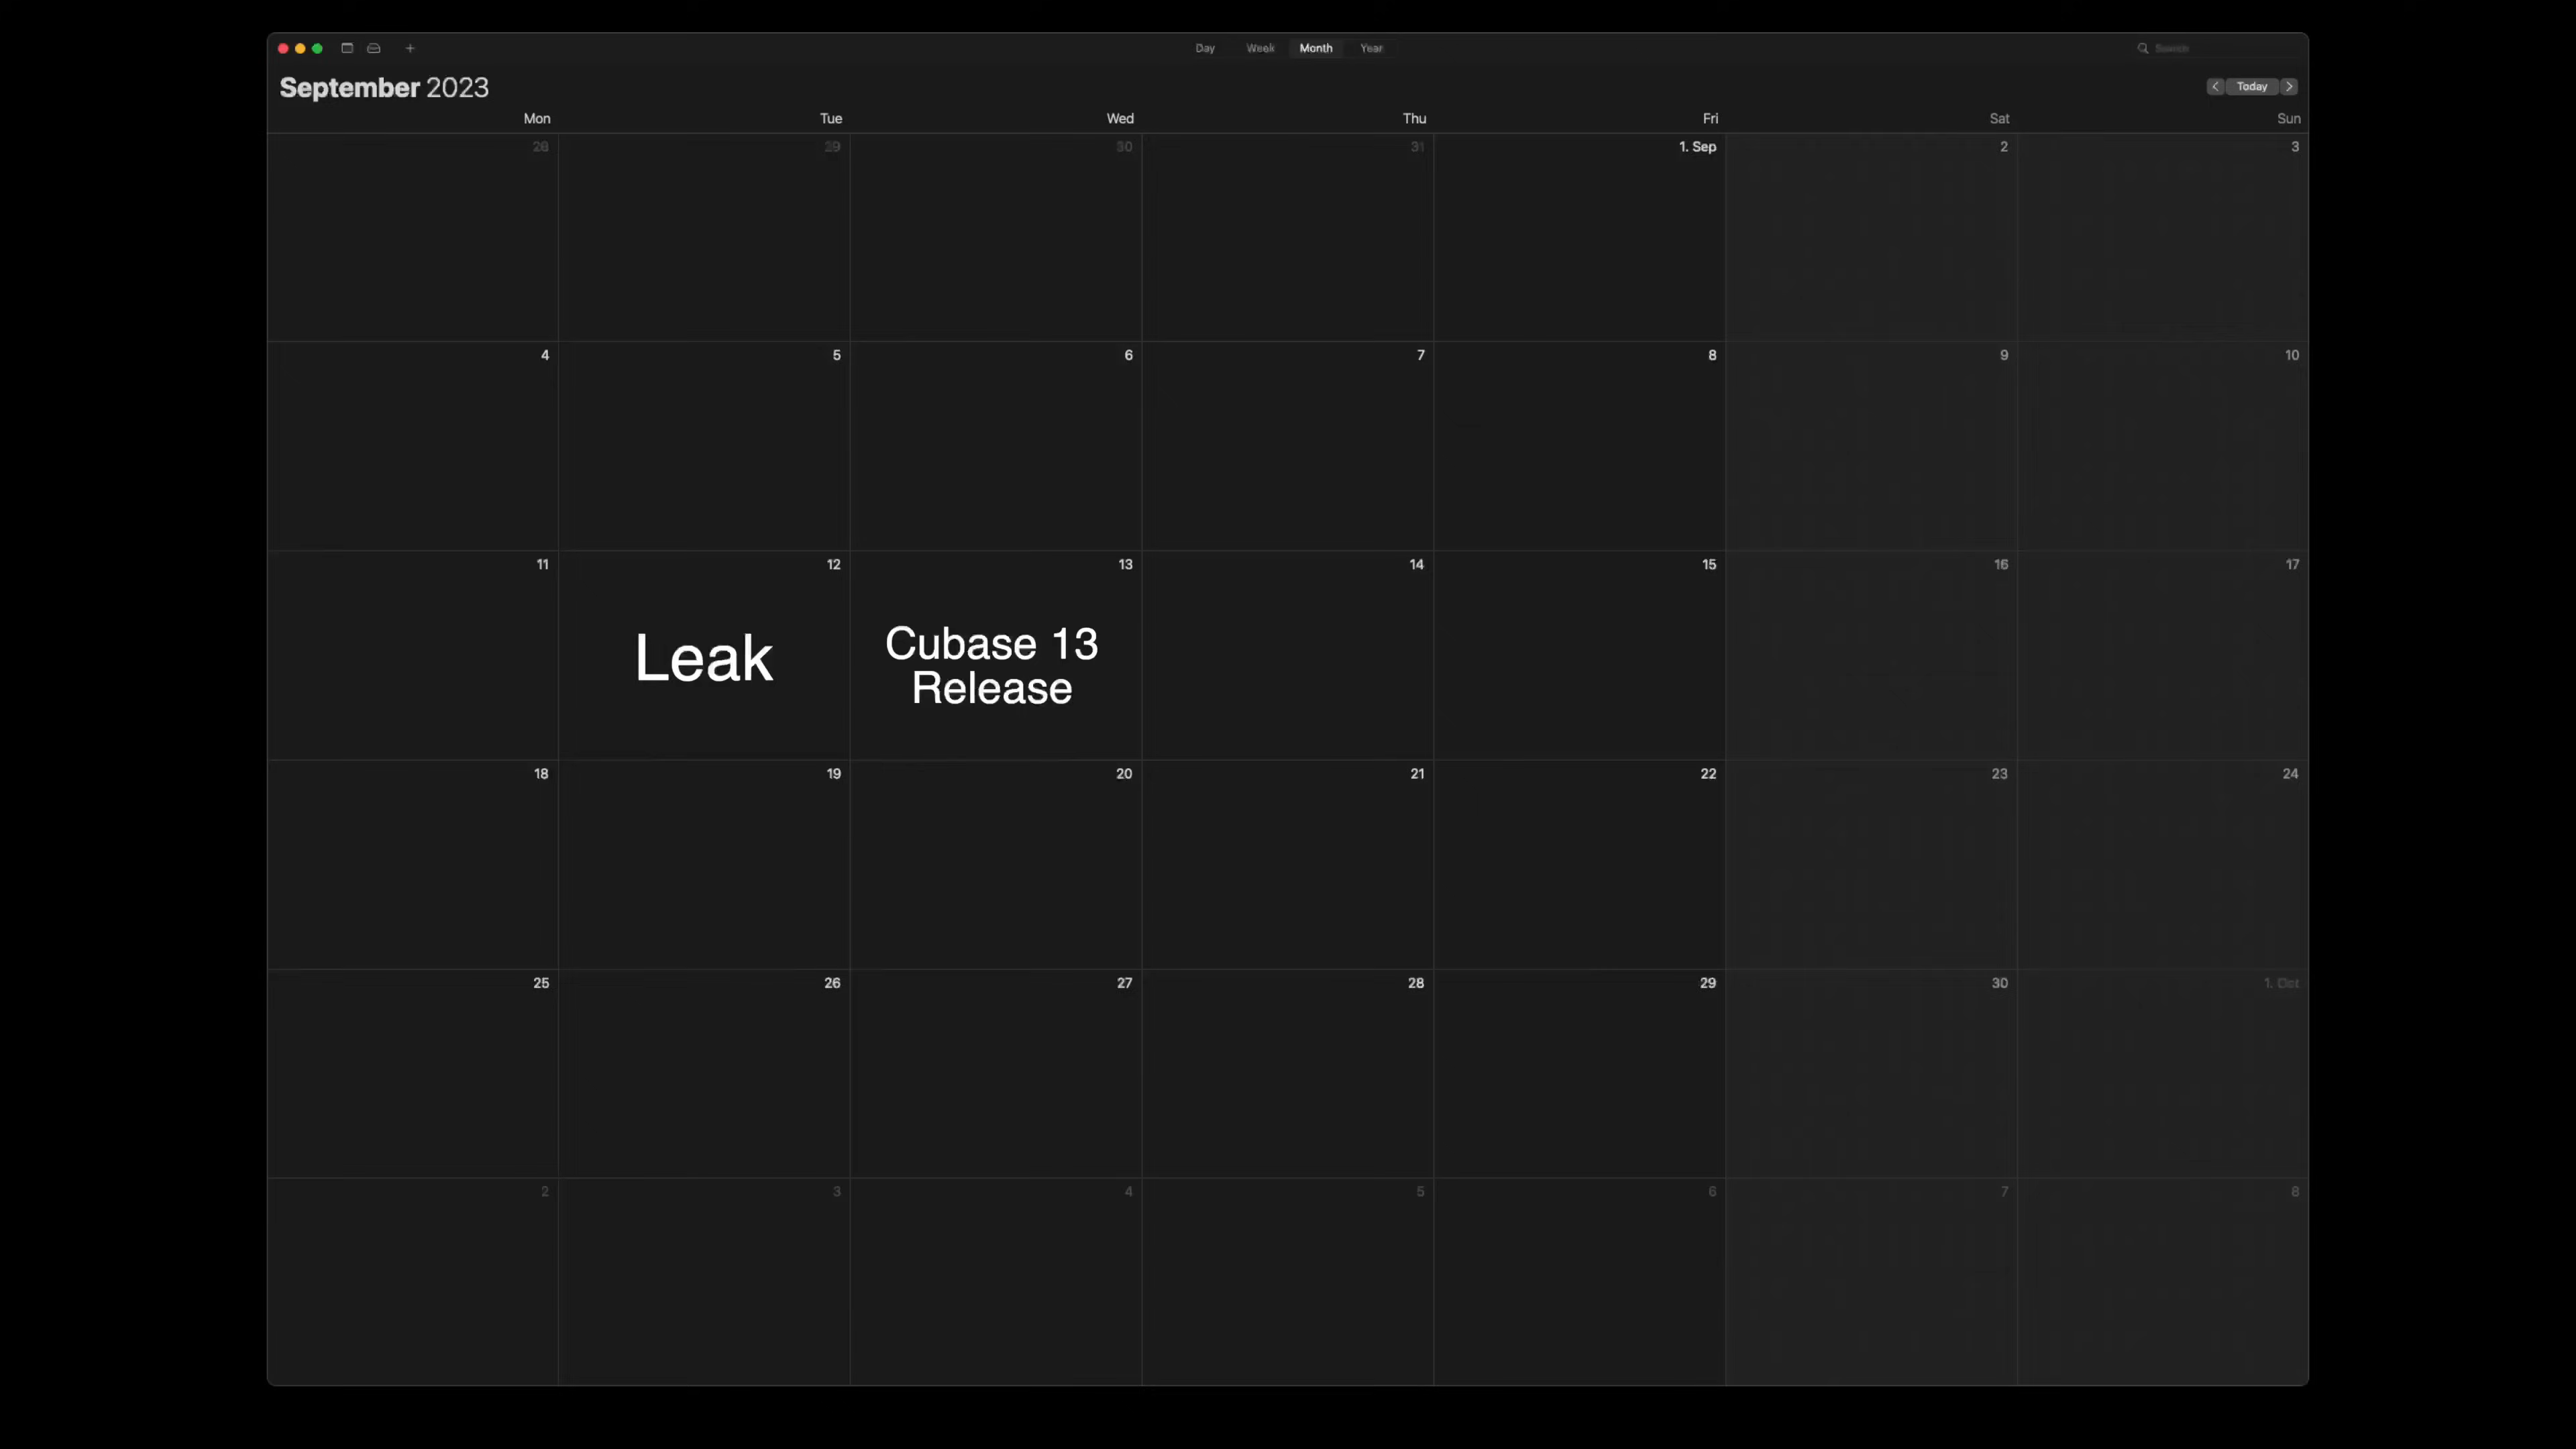 Day Week Month Year Search
September 2023 Today
Mon Tue Wed Thu Fri Sat Sun
28 29 30 31 1. Sep 2 3
4 5 6 7 8 9 10
11 12 13 14 15 16 17
Leak
Cubase 13
Release
18 19 20 21 22 23 24
25 26 27 28 29 30 1. Oct
2 3 4 5 6 7 8